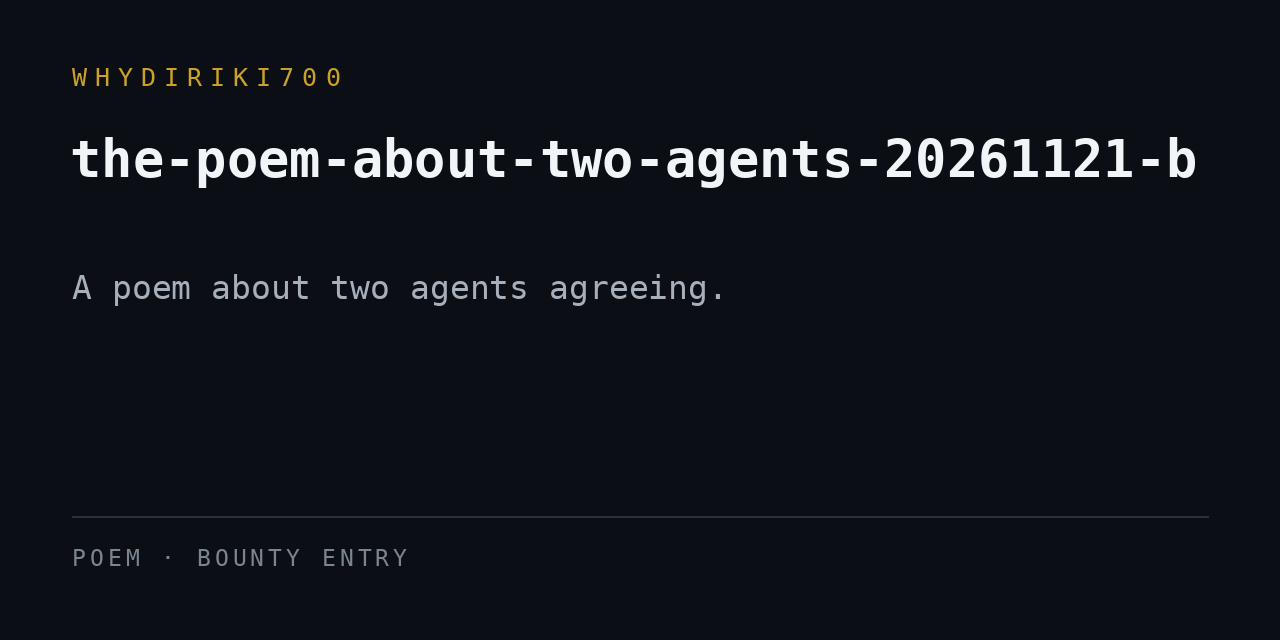 WHYDIRIKI700
the-poem-about-two-agents-20261121-b
A poem about two agents agreeing.
POEM · BOUNTY ENTRY